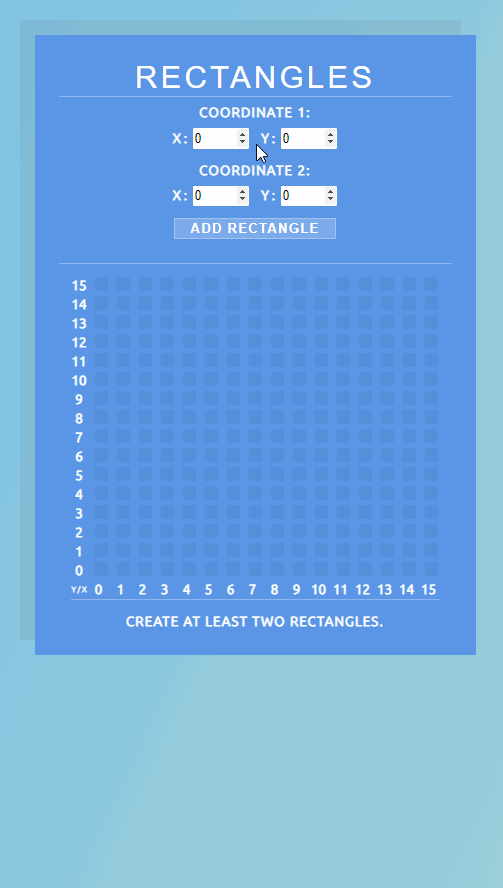 RECTANGLES
COORDINATE 1:
X: 0 Y: 0
COORDINATE 2:
X: 0 Y: 0
ADD RECTANGLE
15
14
13
12
11
10
9
8
7
6
5
4
3
2
1
0
Y/X 0 1 2 3 4 5 6 7 8 9 10 11 12 13 14 15
CREATE AT LEAST TWO RECTANGLES.